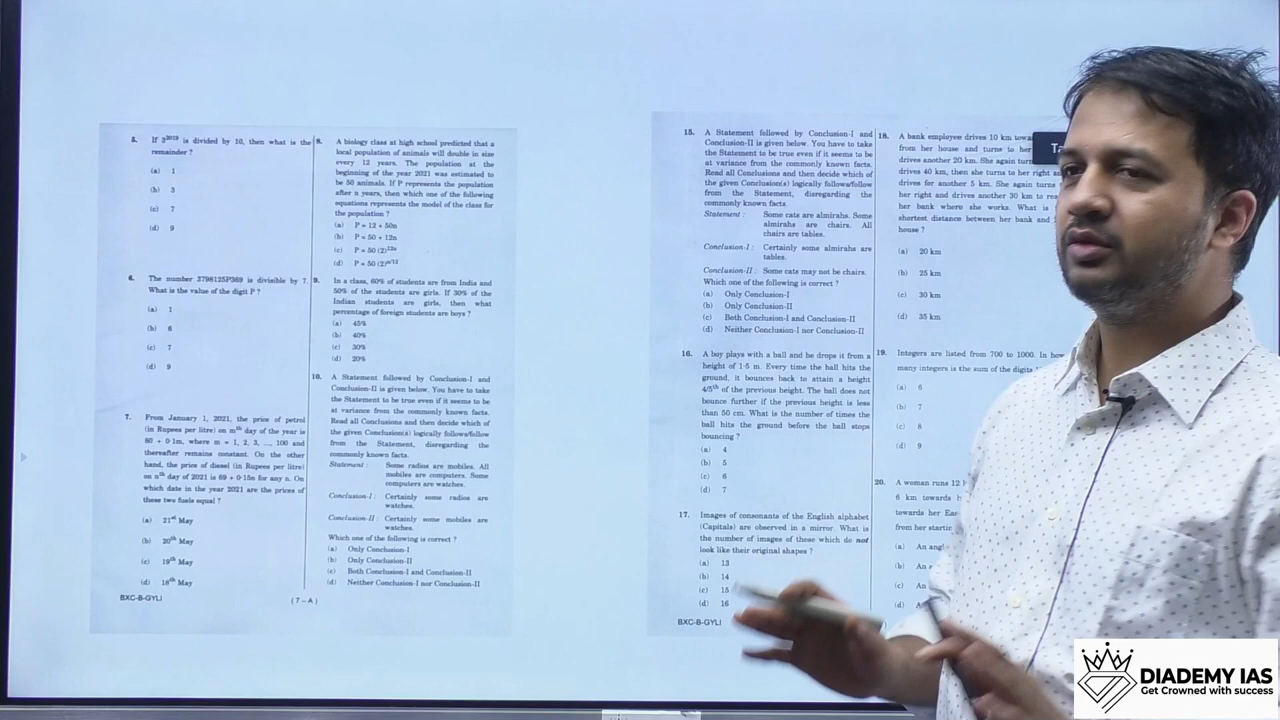 5. If 3^2019 is divided by 10, then what is the
remainder ?
(a) 1
(b) 3
(c) 7
(d) 9
6. The number 3798125P369 is divisible by 7.
What is the value of the digit P ?
(a) 1
(b) 6
(c) 7
(d) 9
7. From January 1, 2021, the price of petrol
(in Rupees per litre) on m^th day of the year is
80 + 0·1m, where m = 1, 2, 3, ..., 100 and
thereafter remains constant. On the other
hand, the price of diesel (in Rupees per litre)
on n^th day of 2021 is 69 + 0·15n for any n. On
which date in the year 2021 are the prices of
these two fuels equal ?
(a) 21^st May
(b) 20^th May
(c) 19^th May
(d) 18^th May
BXC-B-GYLI
( 7 – A )
8. A biology class at high school predicted that a
local population of animals will double in size
every 12 years. The population at the
beginning of the year 2021 was estimated to
be 50 animals. If P represents the population
after n years, then which one of the following
equations represents the model of the class for
the population ?
(a) P = 12 + 50n
(b) P = 50 + 12n
(c) P = 50 (2)^12n
(d) P = 50 (2)^n/12
9. In a class, 60% of students are from India and
50% of the students are girls. If 30% of the
Indian students are girls, then what
percentage of foreign students are boys ?
(a) 45%
(b) 40%
(c) 30%
(d) 20%
10. A Statement followed by Conclusion-I and
Conclusion-II is given below. You have to take
the Statement to be true even if it seems to be
at variance from the commonly known facts.
Read all Conclusions and then decide which of
the given Conclusion(s) logically follows/follow
from the Statement, disregarding the
commonly known facts.
Statement : Some radios are mobiles. All
mobiles are computers. Some
computers are watches.
Conclusion-I : Certainly some radios are
watches.
Conclusion-II : Certainly some mobiles are
watches.
Which one of the following is correct ?
(a) Only Conclusion-I
(b) Only Conclusion-II
(c) Both Conclusion-I and Conclusion-II
(d) Neither Conclusion-I nor Conclusion-II
15. A Statement followed by Conclusion-I and
Conclusion-II is given below. You have to take
the Statement to be true even if it seems to be
at variance from the commonly known facts.
Read all Conclusions and then decide which of
the given Conclusion(s) logically follows/follow
from the Statement, disregarding the
commonly known facts.
Statement : Some cats are almirahs. Some
almirahs are chairs. All
chairs are tables.
Conclusion-I : Certainly some almirahs are
tables.
Conclusion-II : Some cats may not be chairs.
Which one of the following is correct ?
(a) Only Conclusion-I
(b) Only Conclusion-II
(c) Both Conclusion-I and Conclusion-II
(d) Neither Conclusion-I nor Conclusion-II
16. A boy plays with a ball and he drops it from a
height of 1·5 m. Every time the ball hits the
ground, it bounces back to attain a height
4/5^th of the previous height. The ball does not
bounce further if the previous height is less
than 50 cm. What is the number of times the
ball hits the ground before the ball stops
bouncing ?
(a) 4
(b) 5
(c) 6
(d) 7
17. Images of consonants of the English alphabet
(Capitals) are observed in a mirror. What is
the number of images of these which do not
look like their original shapes ?
(a) 13
(b) 14
(c) 15
(d) 16
BXC-B-GYLI
18. A bank employee drives 10 km
from her house and turns to her
drives another 20 km. She again
drives 40 km, then she turns to her right
drives for another 5 km. She again turns
her right and drives another 30 km to
her bank where she works. What is
shortest distance between her bank and
house ?
(a) 20 km
(b) 25 km
(c) 30 km
(d) 35 km
19. Integers are listed from 700 to 1000. In
many integers is the sum of the digits
(a) 6
(b) 7
(c) 8
(d) 9
20. A woman runs 12
6 km towards
towards her
from her
(a) An
(b) An
(c) An
(d)
DIADEMY IAS
Get Crowned with success